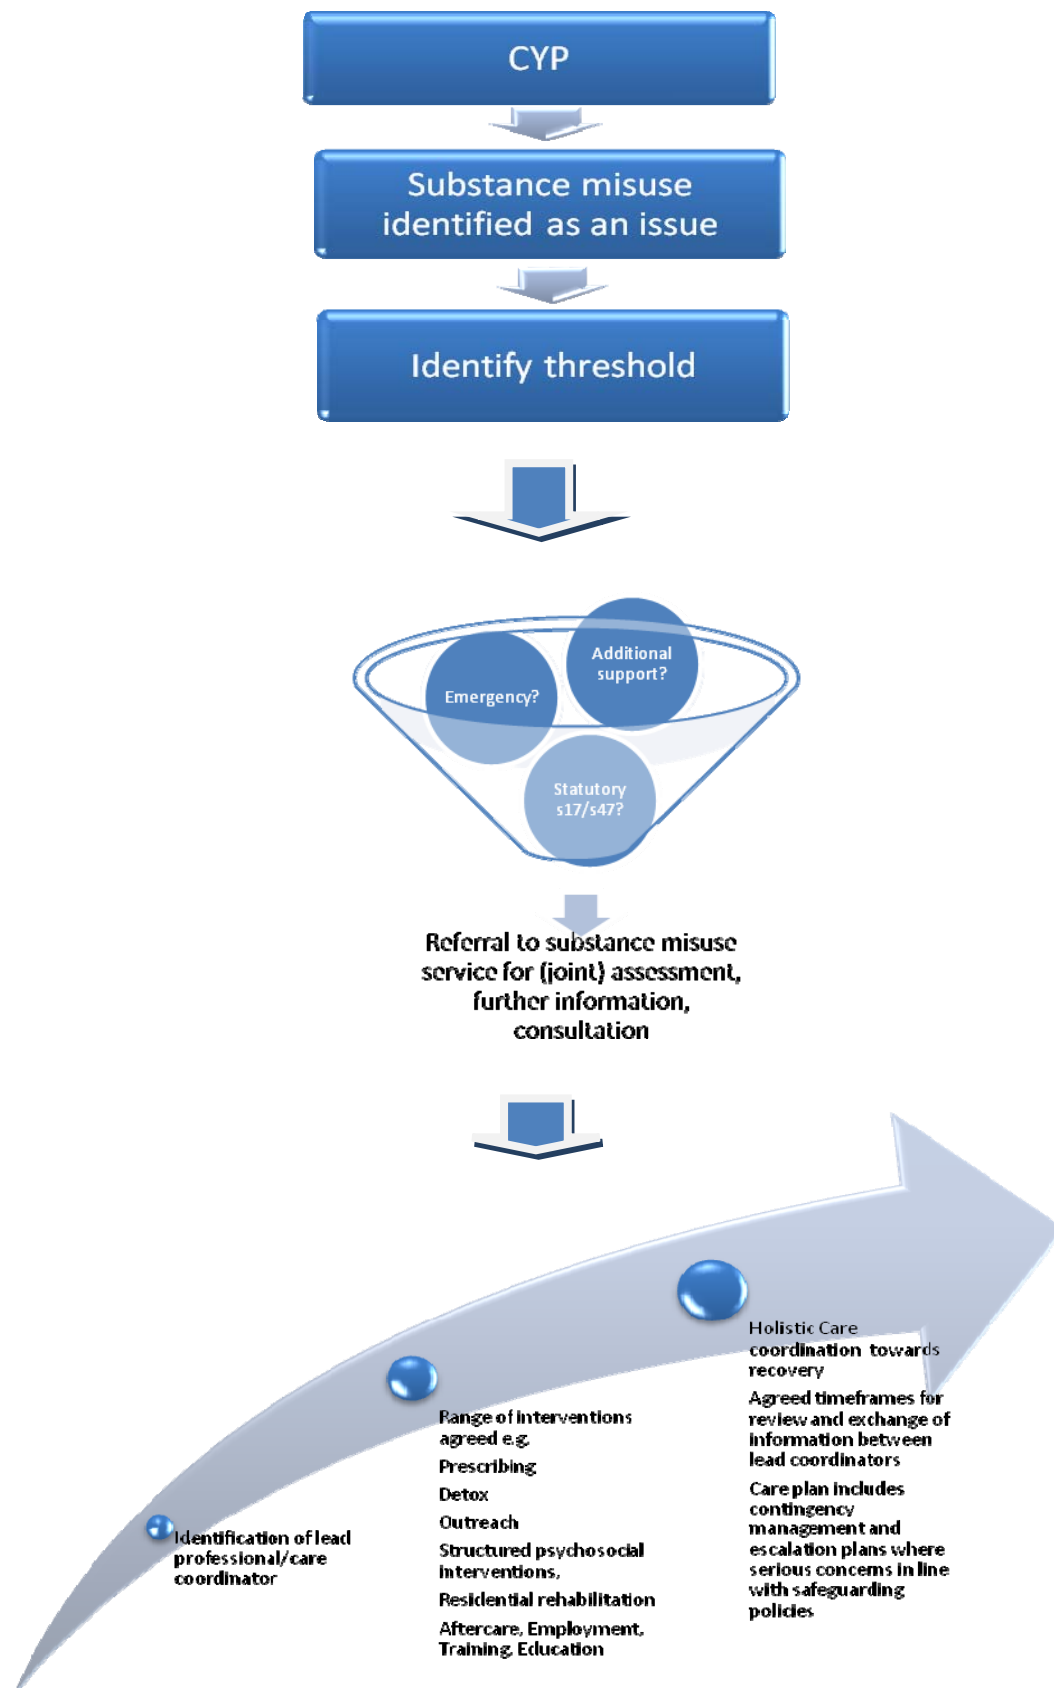 CYP
Substance misuse
identified as an issue
Identify threshold
Additional
support?
Emergency?
Statutory
s17/s47?
Referral to substance misuse
service for (joint) assessment,
further information,
consultation
Identification of lead
professional/care
coordinator
Range of interventions
agreed e.g.
Prescribing
Detox
Outreach
Structured psychosocial
interventions,
Residential rehabilitation
Aftercare, Employment,
Training, Education
Holistic Care
coordination towards
recovery
Agreed timeframes for
review and exchange of
information between
lead coordinators
Care plan includes
contingency
management and
escalation plans where
serious concerns in line
with safeguarding
policies